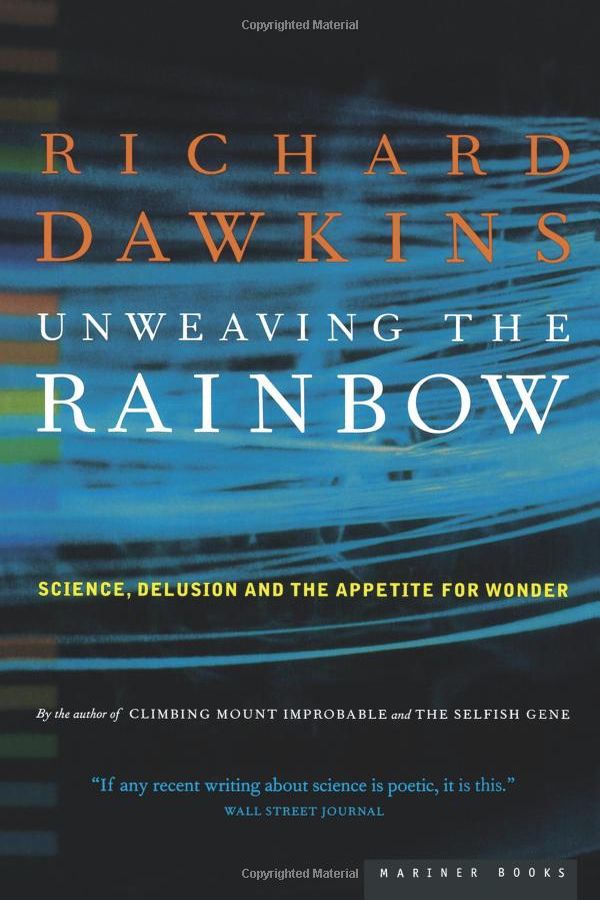 Copyrighted Material
RICHARD
DAWKINS
UNWEAVING THE
RAINBOW
SCIENCE, DELUSION AND THE APPETITE FOR WONDER
By the author of CLIMBING MOUNT IMPROBABLE and THE SELFISH GENE
“If any recent writing about science is poetic, it is this.”
WALL STREET JOURNAL
Copyrighted Material
MARINER BOOKS